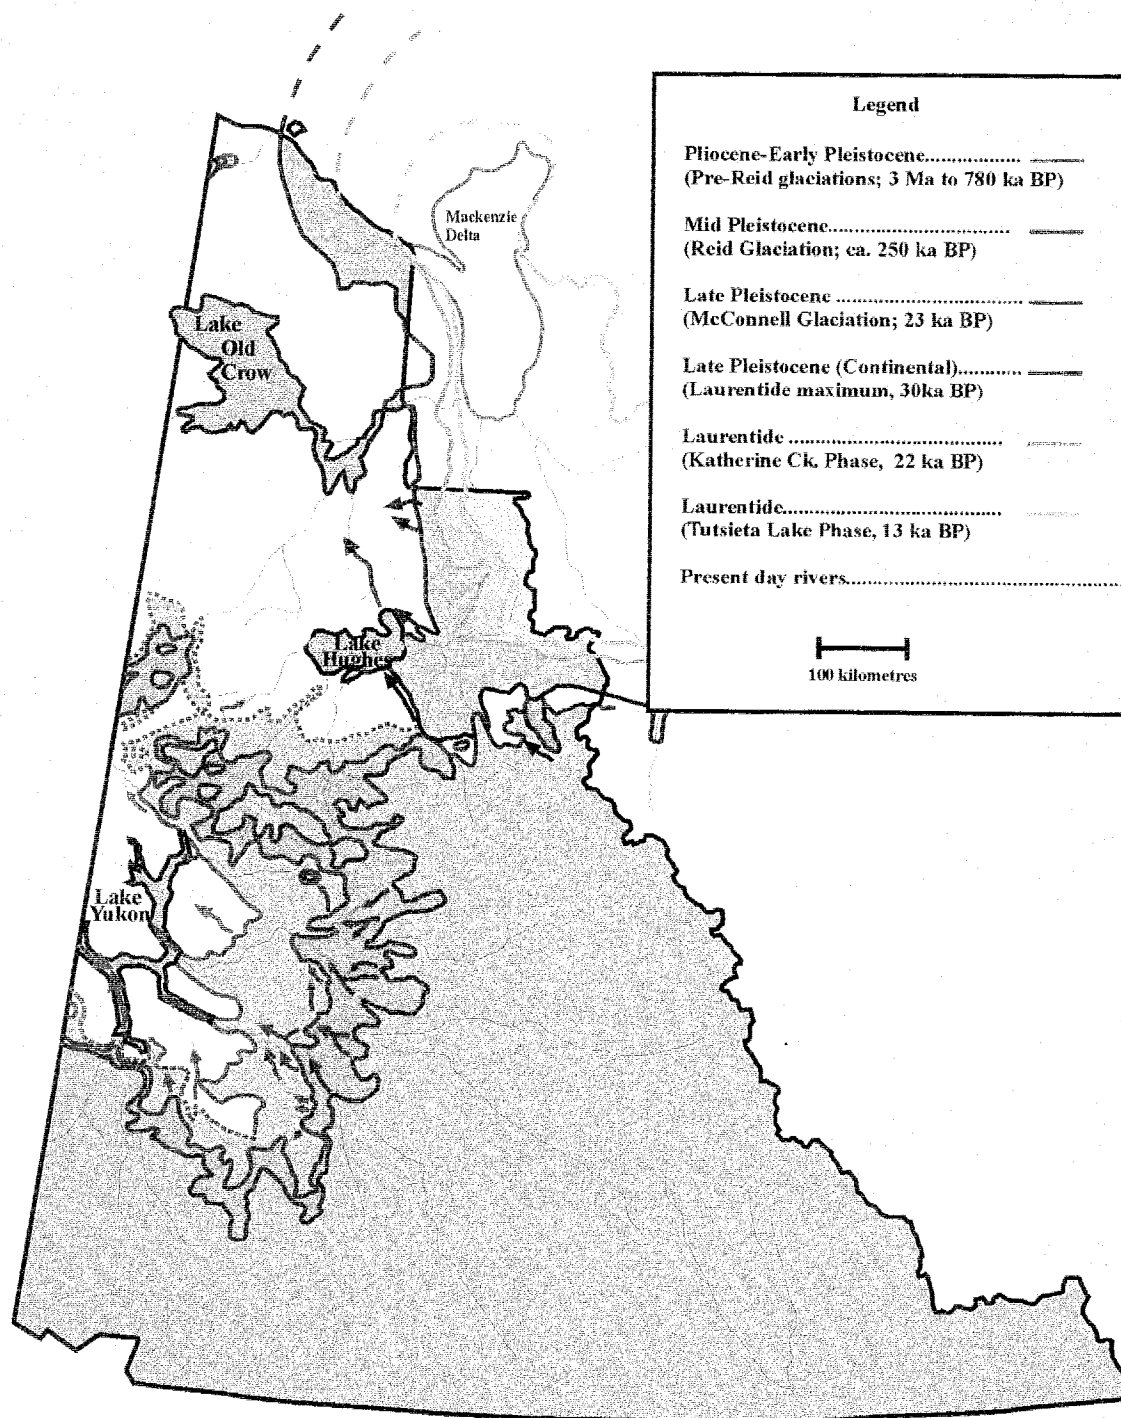 Legend
Pliocene-Early Pleistocene..................
(Pre-Reid glaciations; 3 Ma to 780 ka BP)
Mid Pleistocene..................................
(Reid Glaciation; ca. 250 ka BP)
Late Pleistocene ...................................
(McConnell Glaciation; 23 ka BP)
Late Pleistocene (Continental)............
(Laurentide maximum, 30ka BP)
Laurentide ........................................
(Katherine Ck. Phase, 22 ka BP)
Laurentide.........................................
(Tutsieta Lake Phase, 13 ka BP)
Present day rivers....................................................
100 kilometres
Mackenzie
Delta
Lake
Old
Crow
Lake
Hughes
Lake
Yukon